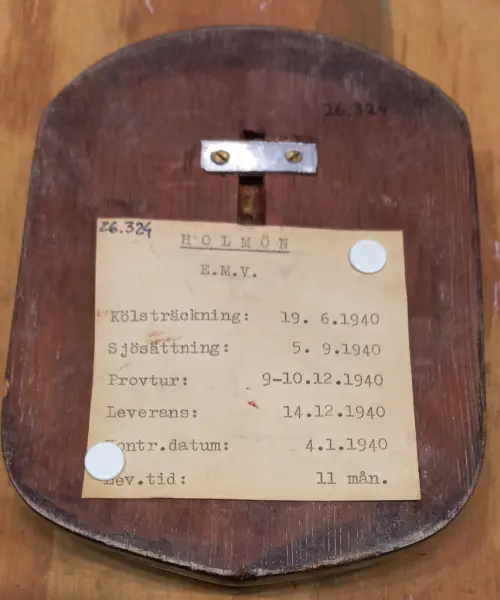 26.324
26.324
HOLMÖN
E.M.V.
Kölsträckning: 19. 6.1940
Sjösättning: 5. 9.1940
Provtur: 9-10.12.1940
Leverans: 14.12.1940
ontr.datum: 4.1.1940
ev.tid: 11 mån.